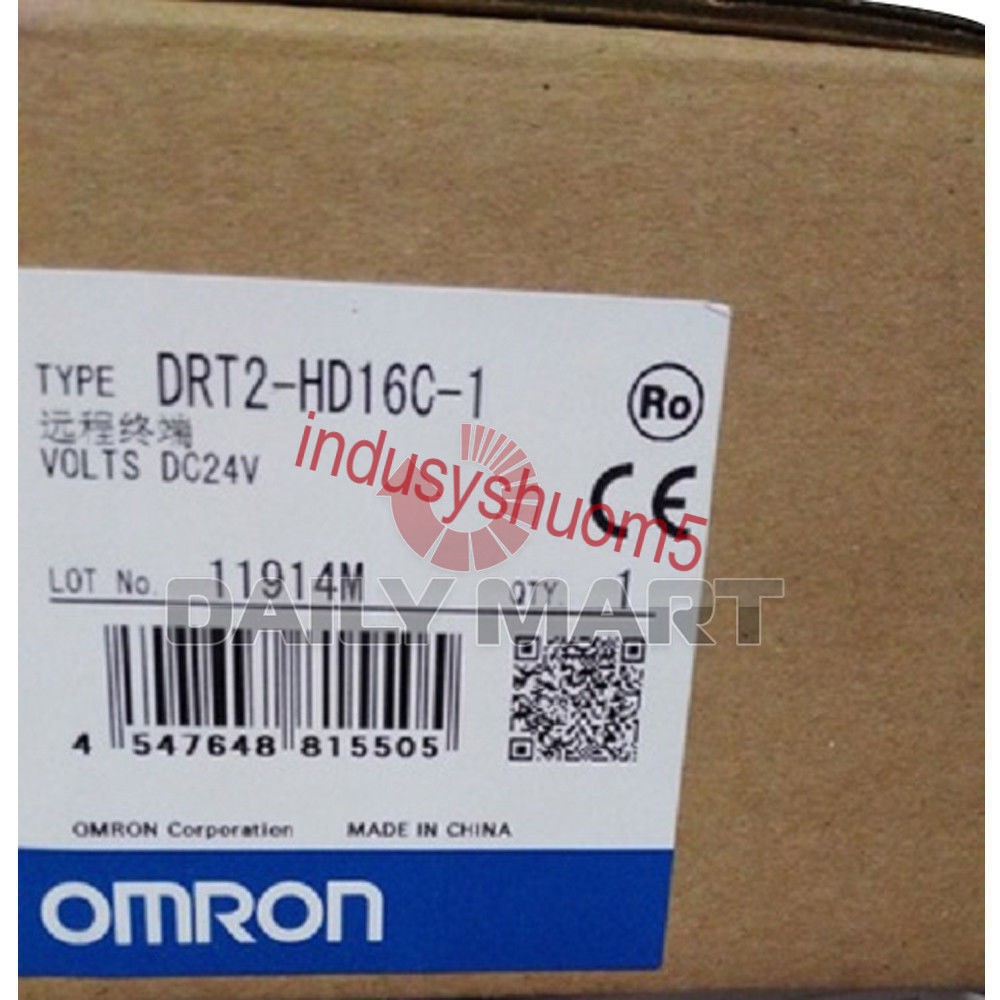 TYPE DRT2-HD16C-1
Ro
远程终端
VOLTS DC24V
CE
indusyshuom5
LOT No. 11914M QTY 1
DAILY MART
4 547648 815505
OMRON Corporation MADE IN CHINA
OMRON